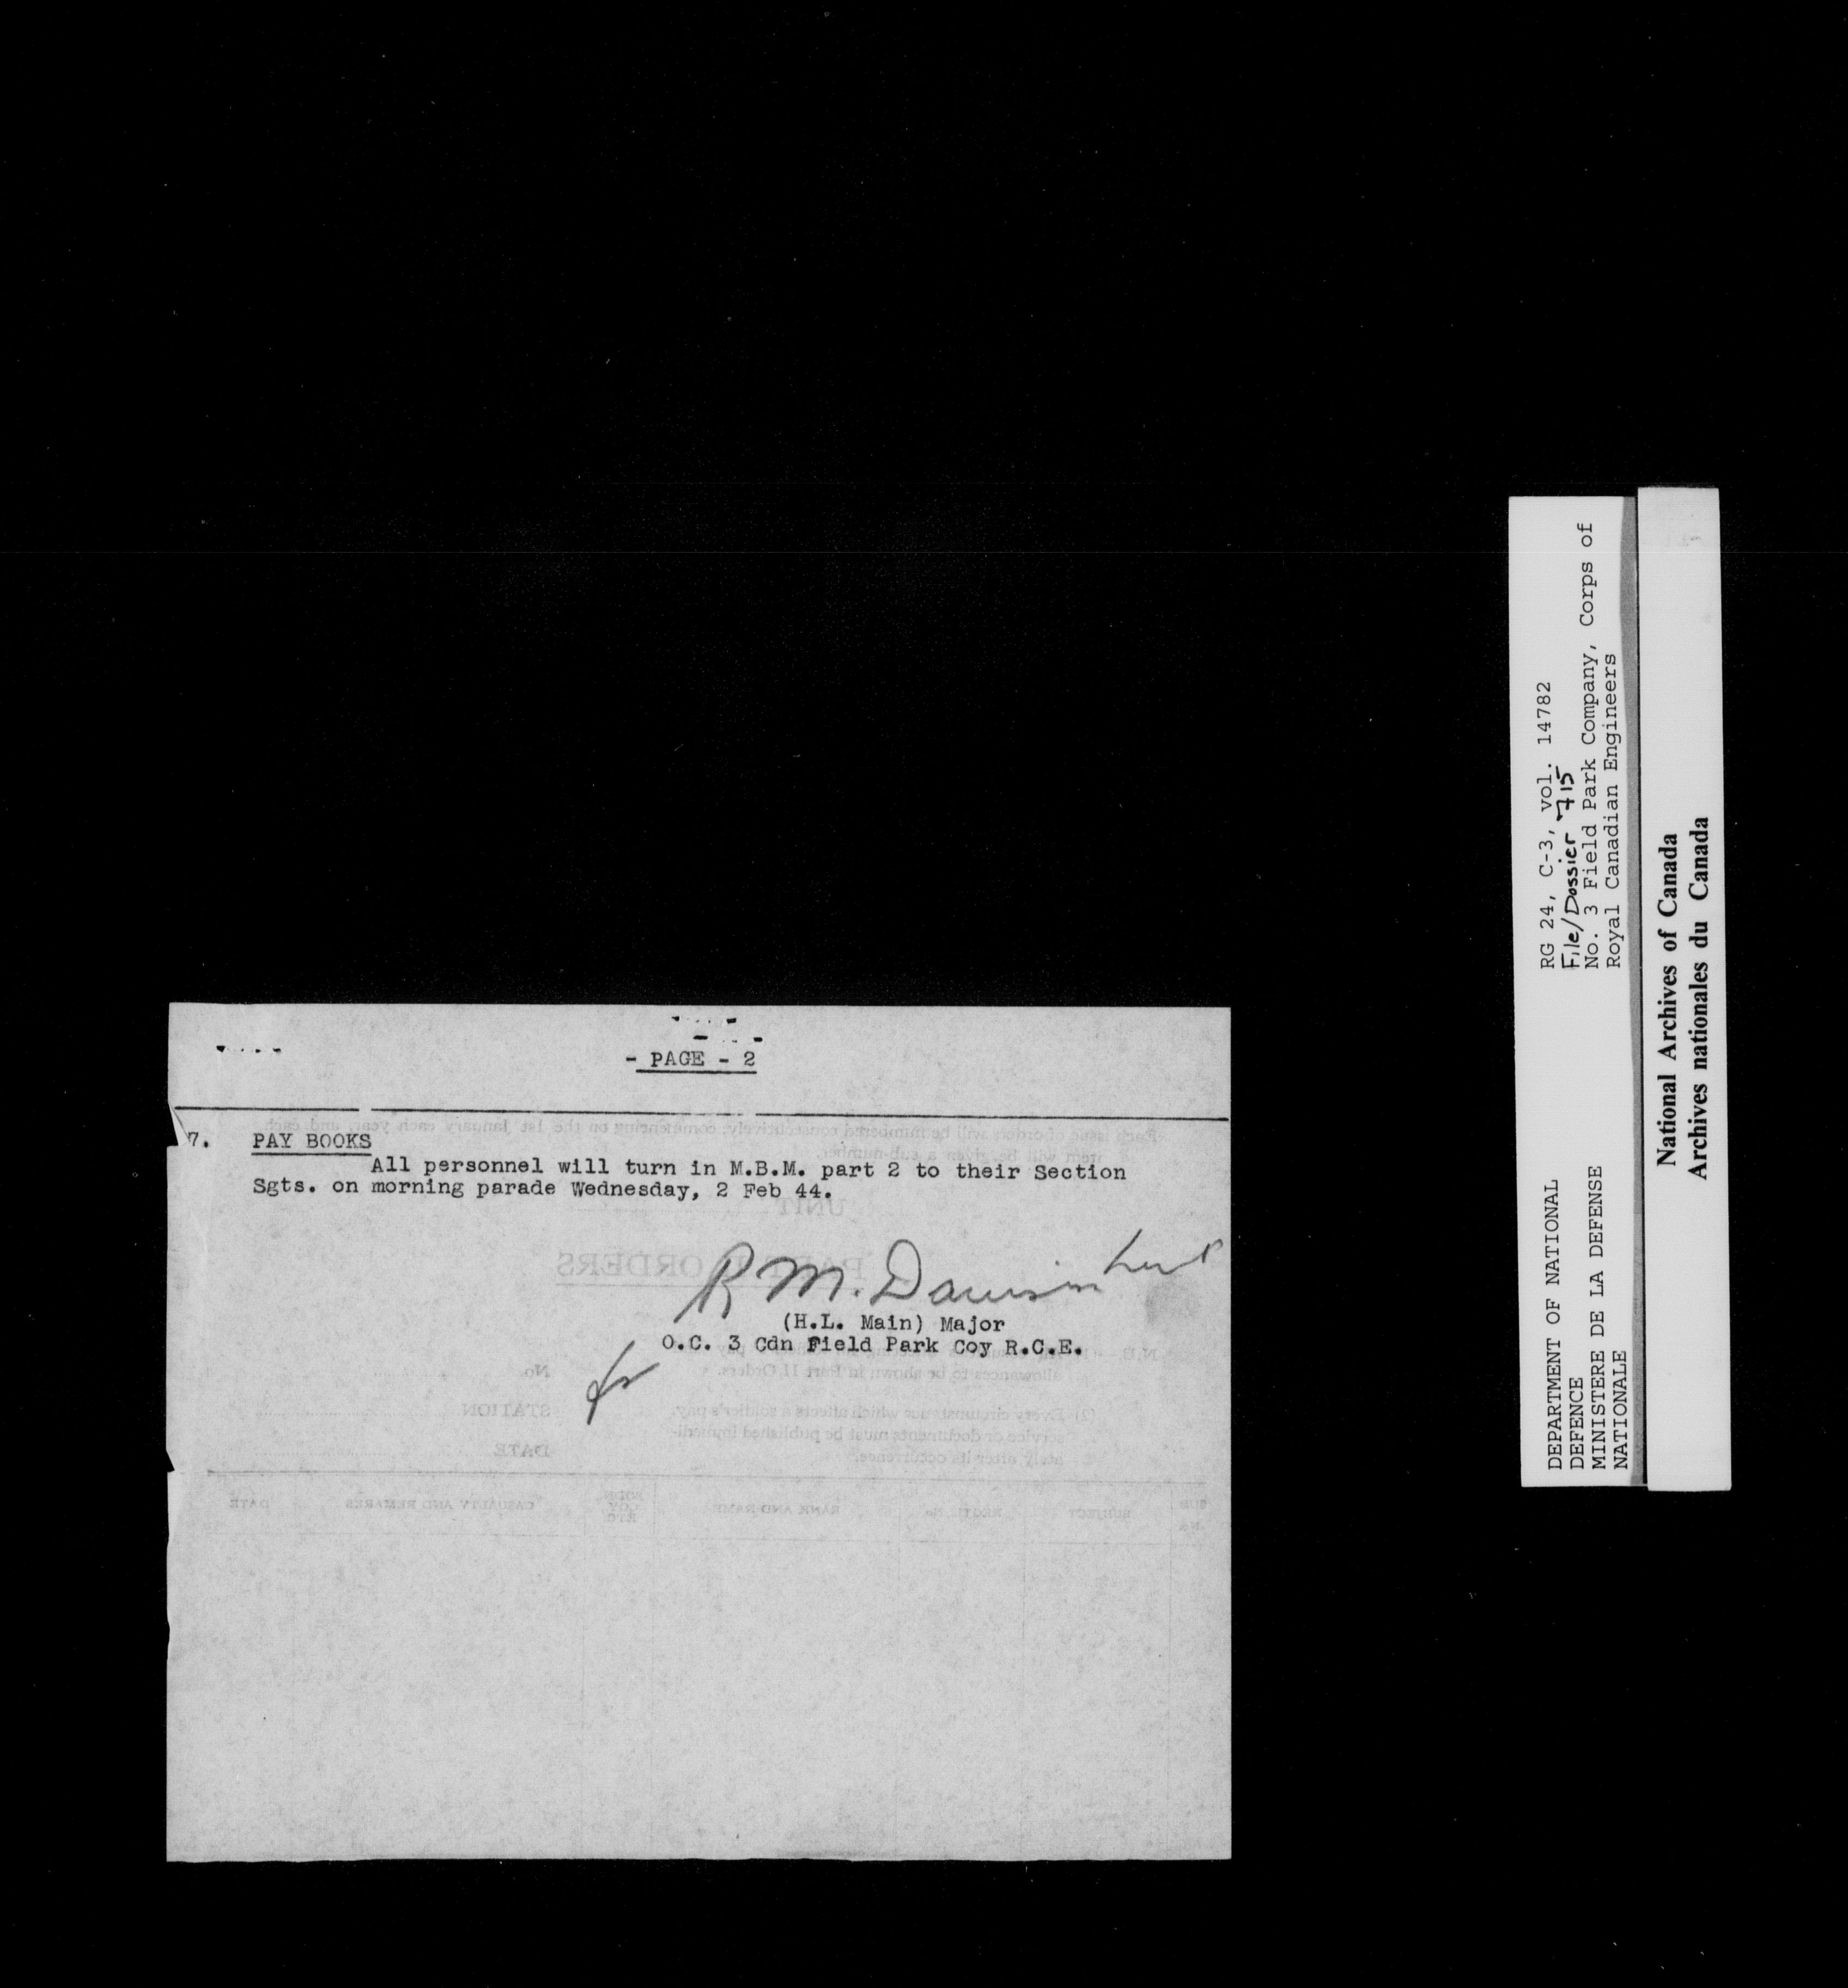 - PAGE - 2
7. PAY BOOKS
All personnel will turn in M.B.M. part 2 to their Section
Sgts. on morning parade Wednesday, 2 Feb 44.
R M. Dawson
(H.L. Main) Major
O.C. 3 Cdn Field Park Coy R.C.E.
for
RG 24, C-3, vol. 14782
File/Dossier 715
No. 3 Field Park Company, Corps of
Royal Canadian Engineers
DEPARTMENT OF NATIONAL
DEFENCE
MINISTERE DE LA DEFENSE
NATIONALE
National Archives of Canada
Archives nationales du Canada